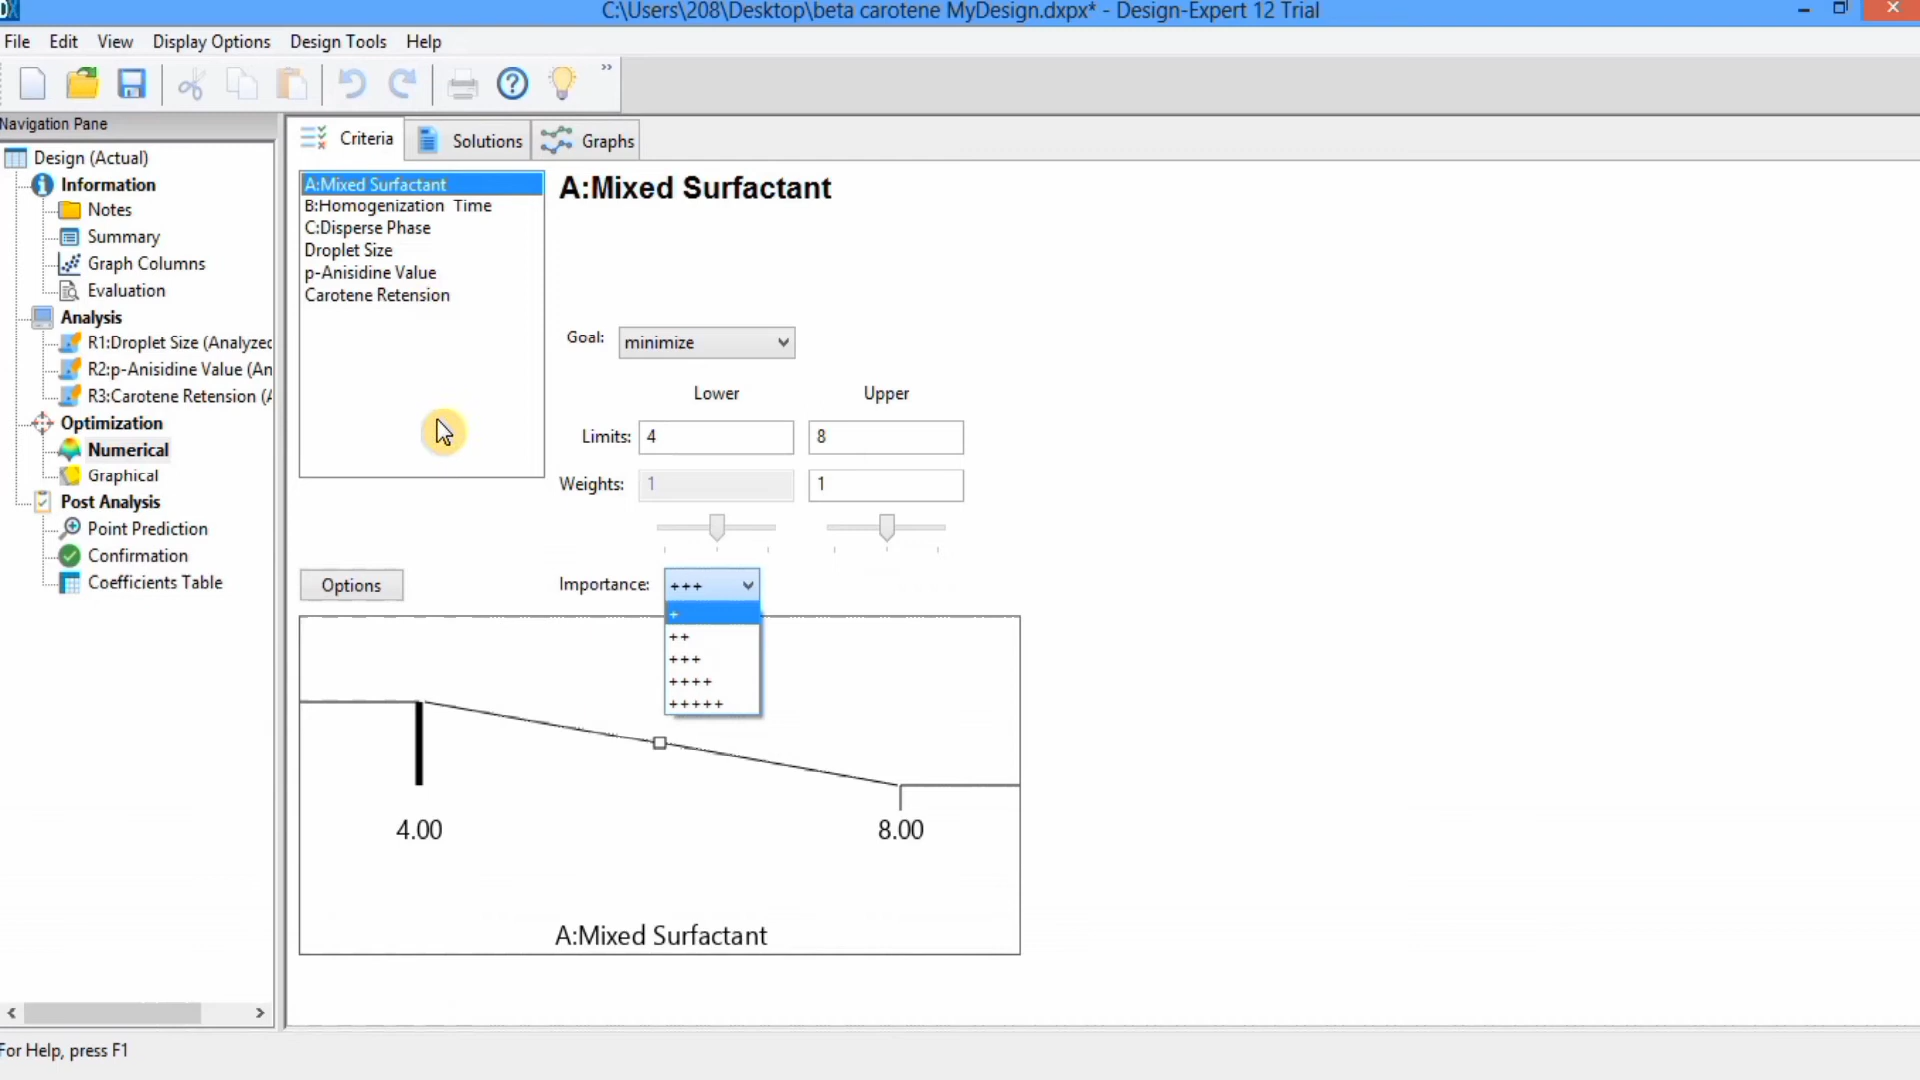 DX
C:\Users\208\Desktop\beta carotene MyDesign.dxpx* - Design-Expert 12 Trial
File Edit View Display Options Design Tools Help
Navigation Pane
Design (Actual)
Information
Notes
Summary
Graph Columns
Evaluation
Analysis
R1:Droplet Size (Analyzed
R2:p-Anisidine Value (An
R3:Carotene Retension (A
Optimization
Numerical
Graphical
Post Analysis
Point Prediction
Confirmation
Coefficients Table
Criteria Solutions Graphs
A:Mixed Surfactant
B:Homogenization Time
C:Disperse Phase
Droplet Size
p-Anisidine Value
Carotene Retension
A:Mixed Surfactant
Goal: minimize
Lower Upper
Limits: 4 8
Weights: 1 1
Options
Importance: +++
+
++
+++
++++
+++++
4.00 8.00
A:Mixed Surfactant
For Help, press F1